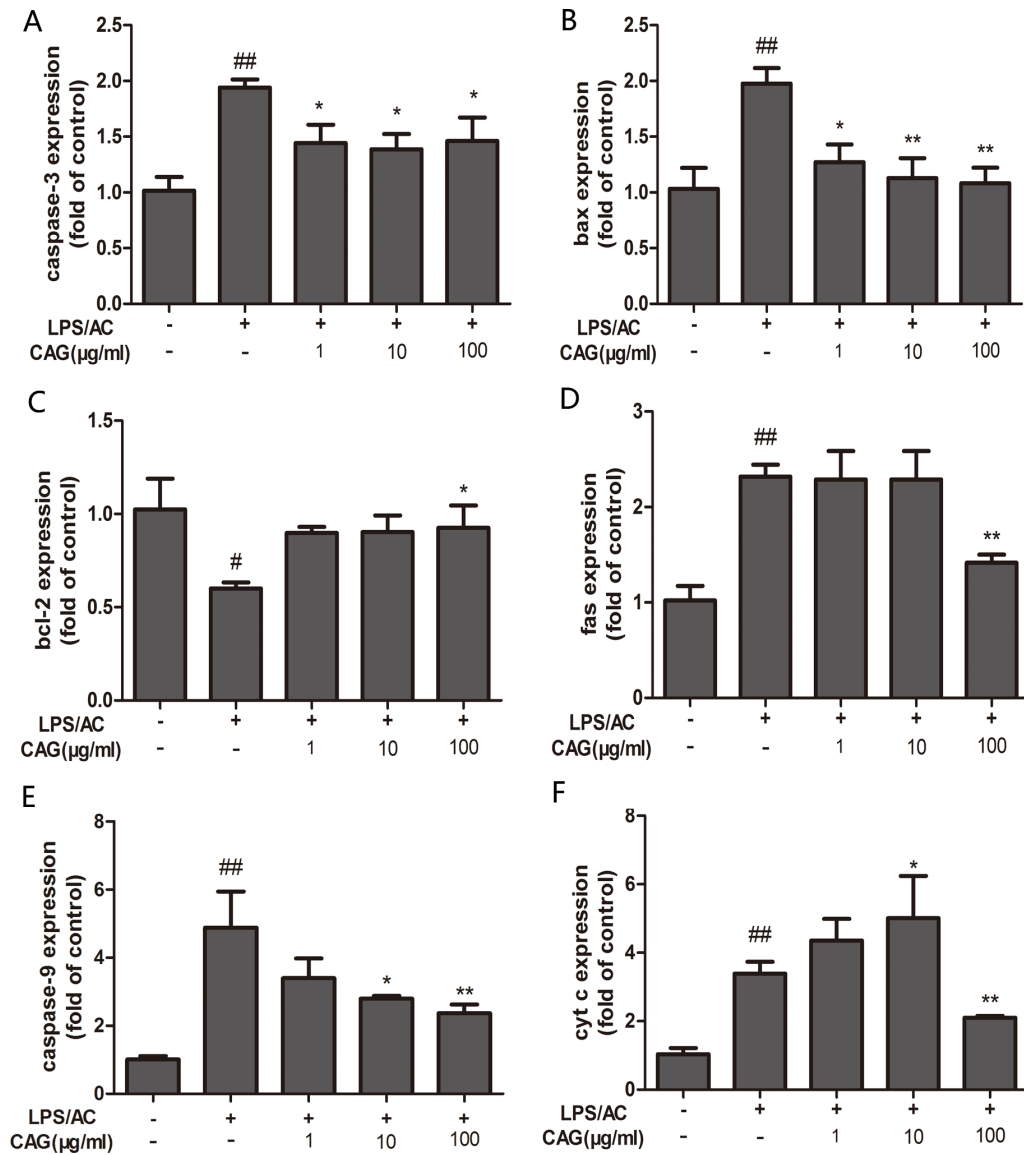 A
caspase-3 expression
(fold of control)
2.5
2.0
1.5
1.0
0.5
0.0
##
*
*
*
LPS/AC - + + + +
CAG(μg/ml) - - 1 10 100
B
bax expression
(fold of control)
2.5
2.0
1.5
1.0
0.5
0.0
##
*
**
**
LPS/AC - + + + +
CAG(μg/ml) - - 1 10 100
C
bcl-2 expression
(fold of control)
1.5
1.0
0.5
0.0
#
*
LPS/AC - + + + +
CAG(μg/ml) - - 1 10 100
D
fas expression
(fold of control)
3
2
1
0
##
**
LPS/AC - + + + +
CAG(μg/ml) - - 1 10 100
E
caspase-9 expression
(fold of control)
8
6
4
2
0
##
*
**
LPS/AC - + + + +
CAG(μg/ml) - - 1 10 100
F
cyt c expression
(fold of control)
8
6
4
2
0
##
*
**
LPS/AC - + + + +
CAG(μg/ml) - - 1 10 100